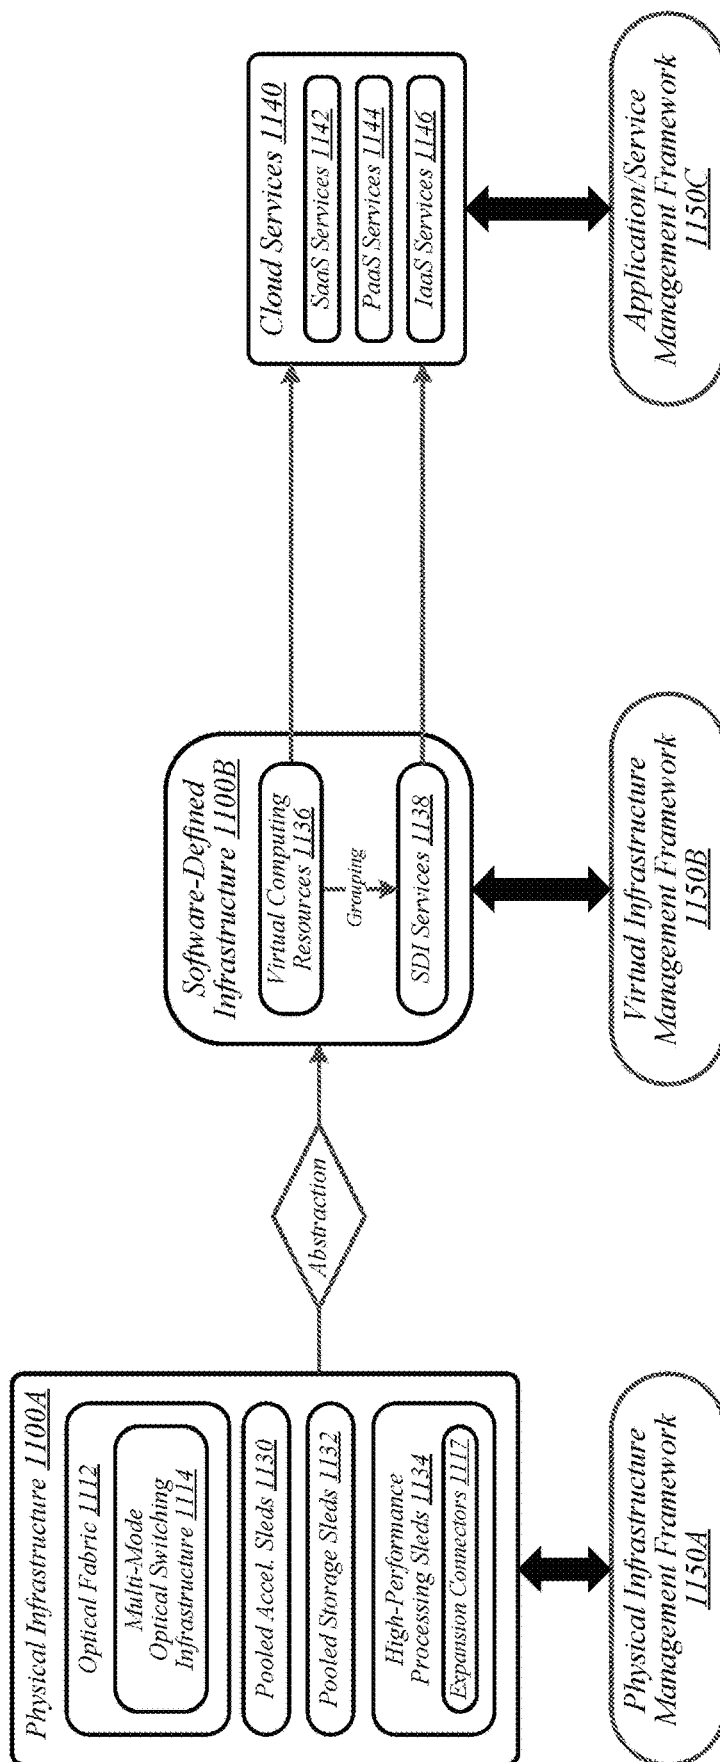 Physical Infrastructure 1100A
Optical Fabric 1112
Multi-Mode
Optical Switching
Infrastructure 1114
Pooled Accel. Sleds 1130
Pooled Storage Sleds 1132
High-Performance
Processing Sleds 1134
Expansion Connectors 1117
Physical Infrastructure
Management Framework
1150A
Abstraction
Software-Defined
Infrastructure 1100B
Virtual Computing
Resources 1136
Grouping
SDI Services 1138
Virtual Infrastructure
Management Framework
1150B
Cloud Services 1140
SaaS Services 1142
PaaS Services 1144
IaaS Services 1146
Application/Service
Management Framework
1150C